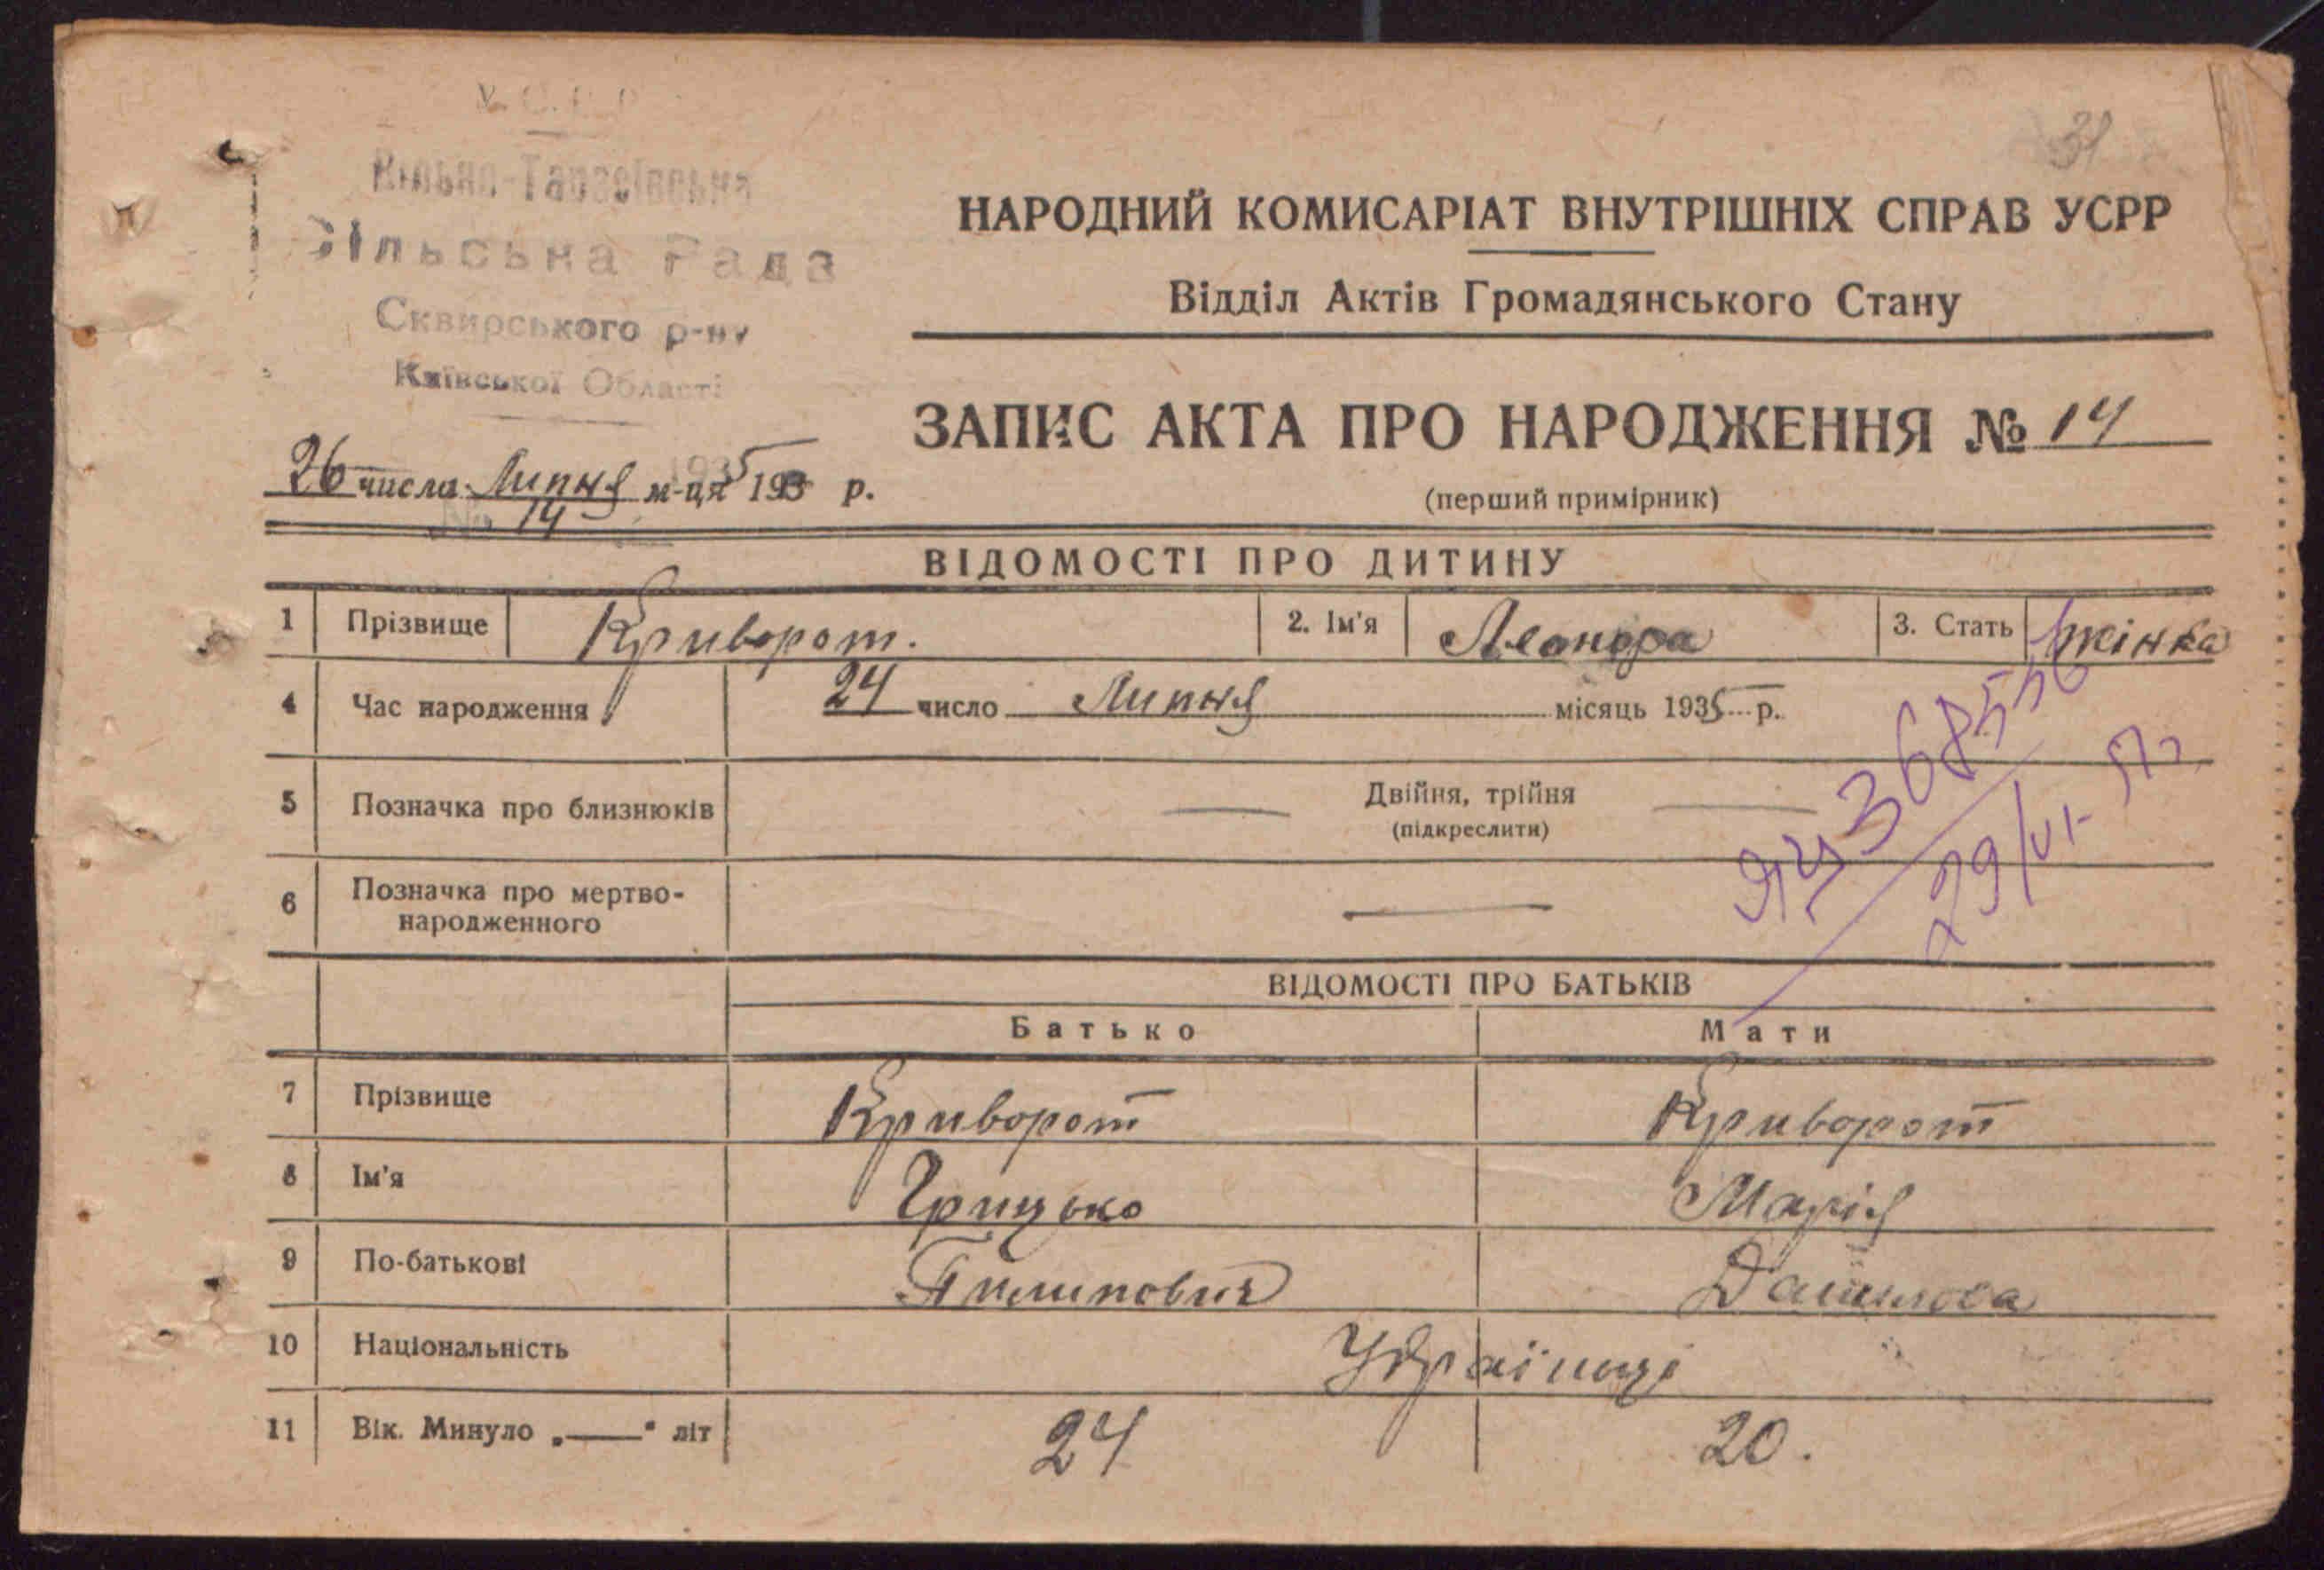 У. С. Р. Р.
Вільно-Тарасівська
Сільська Рада
Сквирського р-ну
Київської Області
31
НАРОДНИЙ КОМИСАРІАТ ВНУТРІШНІХ СПРАВ УСРР
Відділ Актів Громадянського Стану
ЗАПИС АКТА ПРО НАРОДЖЕННЯ № 14
26 числа Липня м-ця 1935 р.
№ 14
(перший примірник)
ВІДОМОСТІ ПРО ДИТИНУ
1 Прізвище Криворот. 2. Ім'я Леонора 3. Стать жінка
4 Час народження 24 число Липня місяць 1935 р.
5 Позначка про близнюків Двійня, трійня
(підкреслити)
6 Позначка про мертво-
народженного
29/VI-
ВІДОМОСТІ ПРО БАТЬКІВ
Батько Мати
7 Прізвище Криворот Криворот
8 Ім'я Грицько Марія
9 По-батькові Пилипович
10 Національність Українці
11 Вік. Минуло „—“ літ 24 20.